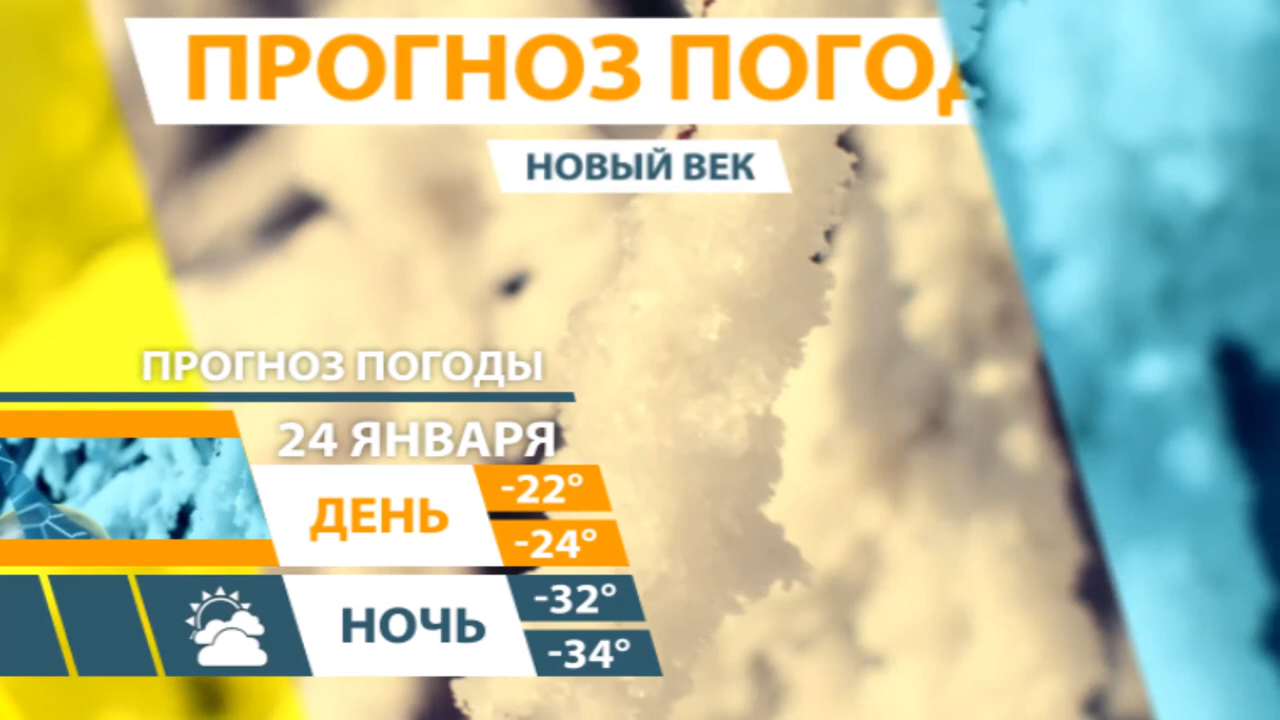 ПРОГНОЗ ПОГОД
НОВЫЙ ВЕК
ПРОГНОЗ ПОГОДЫ
24 ЯНВАРЯ
ДЕНЬ
-22°
-24°
НОЧЬ
-32°
-34°